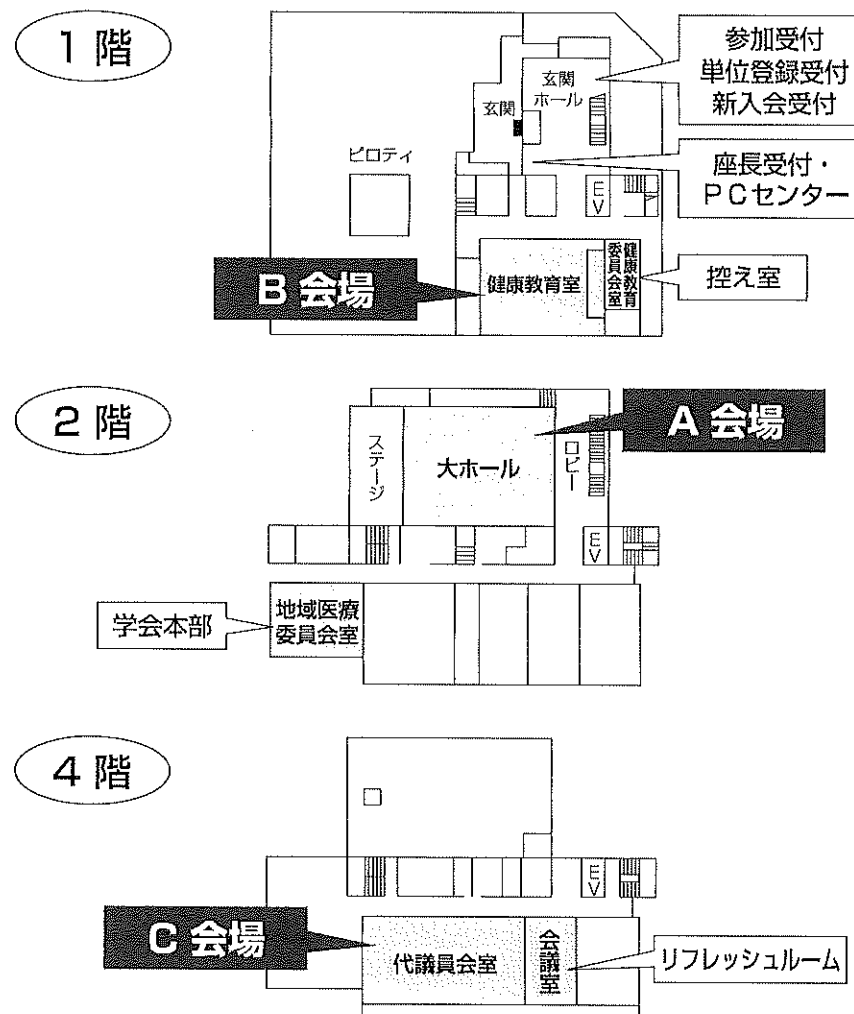 1 階
参加受付
単位登録受付
新入会受付
玄関
ホール
玄関
ピロティ
座長受付・
PCセンター
EV
B 会場
健康教育室
健康教育
委員会室
控え室
2 階
A 会場
ステージ
大ホール
ロビー
EV
学会本部
地域医療
委員会室
4 階
EV
C 会場
代議員会室
会議室
リフレッシュルーム